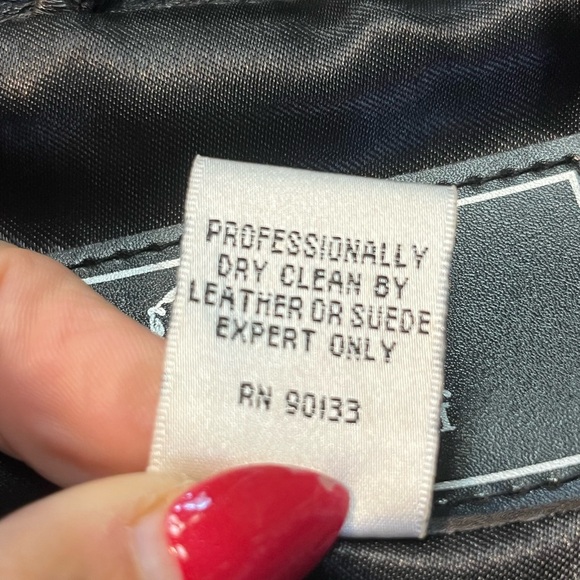 PROFESSIONALLY
DRY CLEAN BY
LEATHER OR SUEDE
EXPERT ONLY
RN 90133